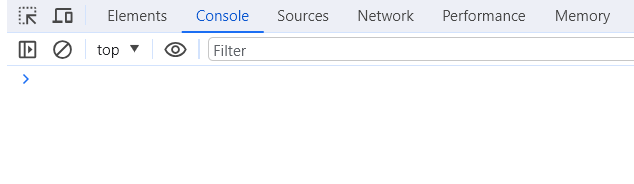 Elements Console Sources Network Performance Memory
top Filter